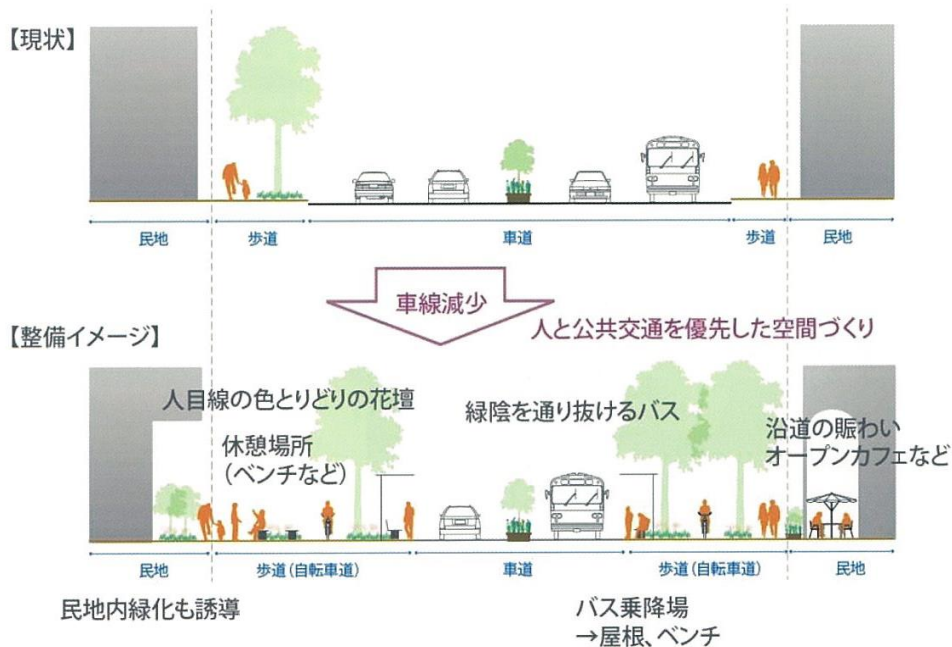 【現状】
民地
歩道
車道
歩道
民地
車線減少
人と公共交通を優先した空間づくり
【整備イメージ】
人目線の色とりどりの花壇
休憩場所
(ベンチなど)
緑陰を通り抜けるバス
沿道の賑わい
オープンカフェなど
民地
歩道(自転車道)
車道
歩道(自転車道)
民地
民地内緑化も誘導
バス乗降場
→屋根、ベンチ